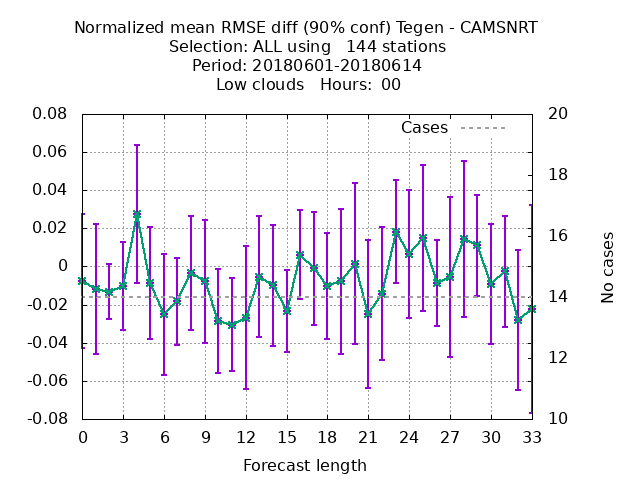 Normalized mean RMSE diff (90% conf) Tegen - CAMSNRT
Selection: ALL using   144 stations
Period: 20180601-20180614
Low clouds   Hours:  00
Cases
0.08
0.06
0.04
0.02
0
-0.02
-0.04
-0.06
-0.08
20
18
16
14
12
10
No cases
0 3 6 9 12 15 18 21 24 27 30 33
Forecast length